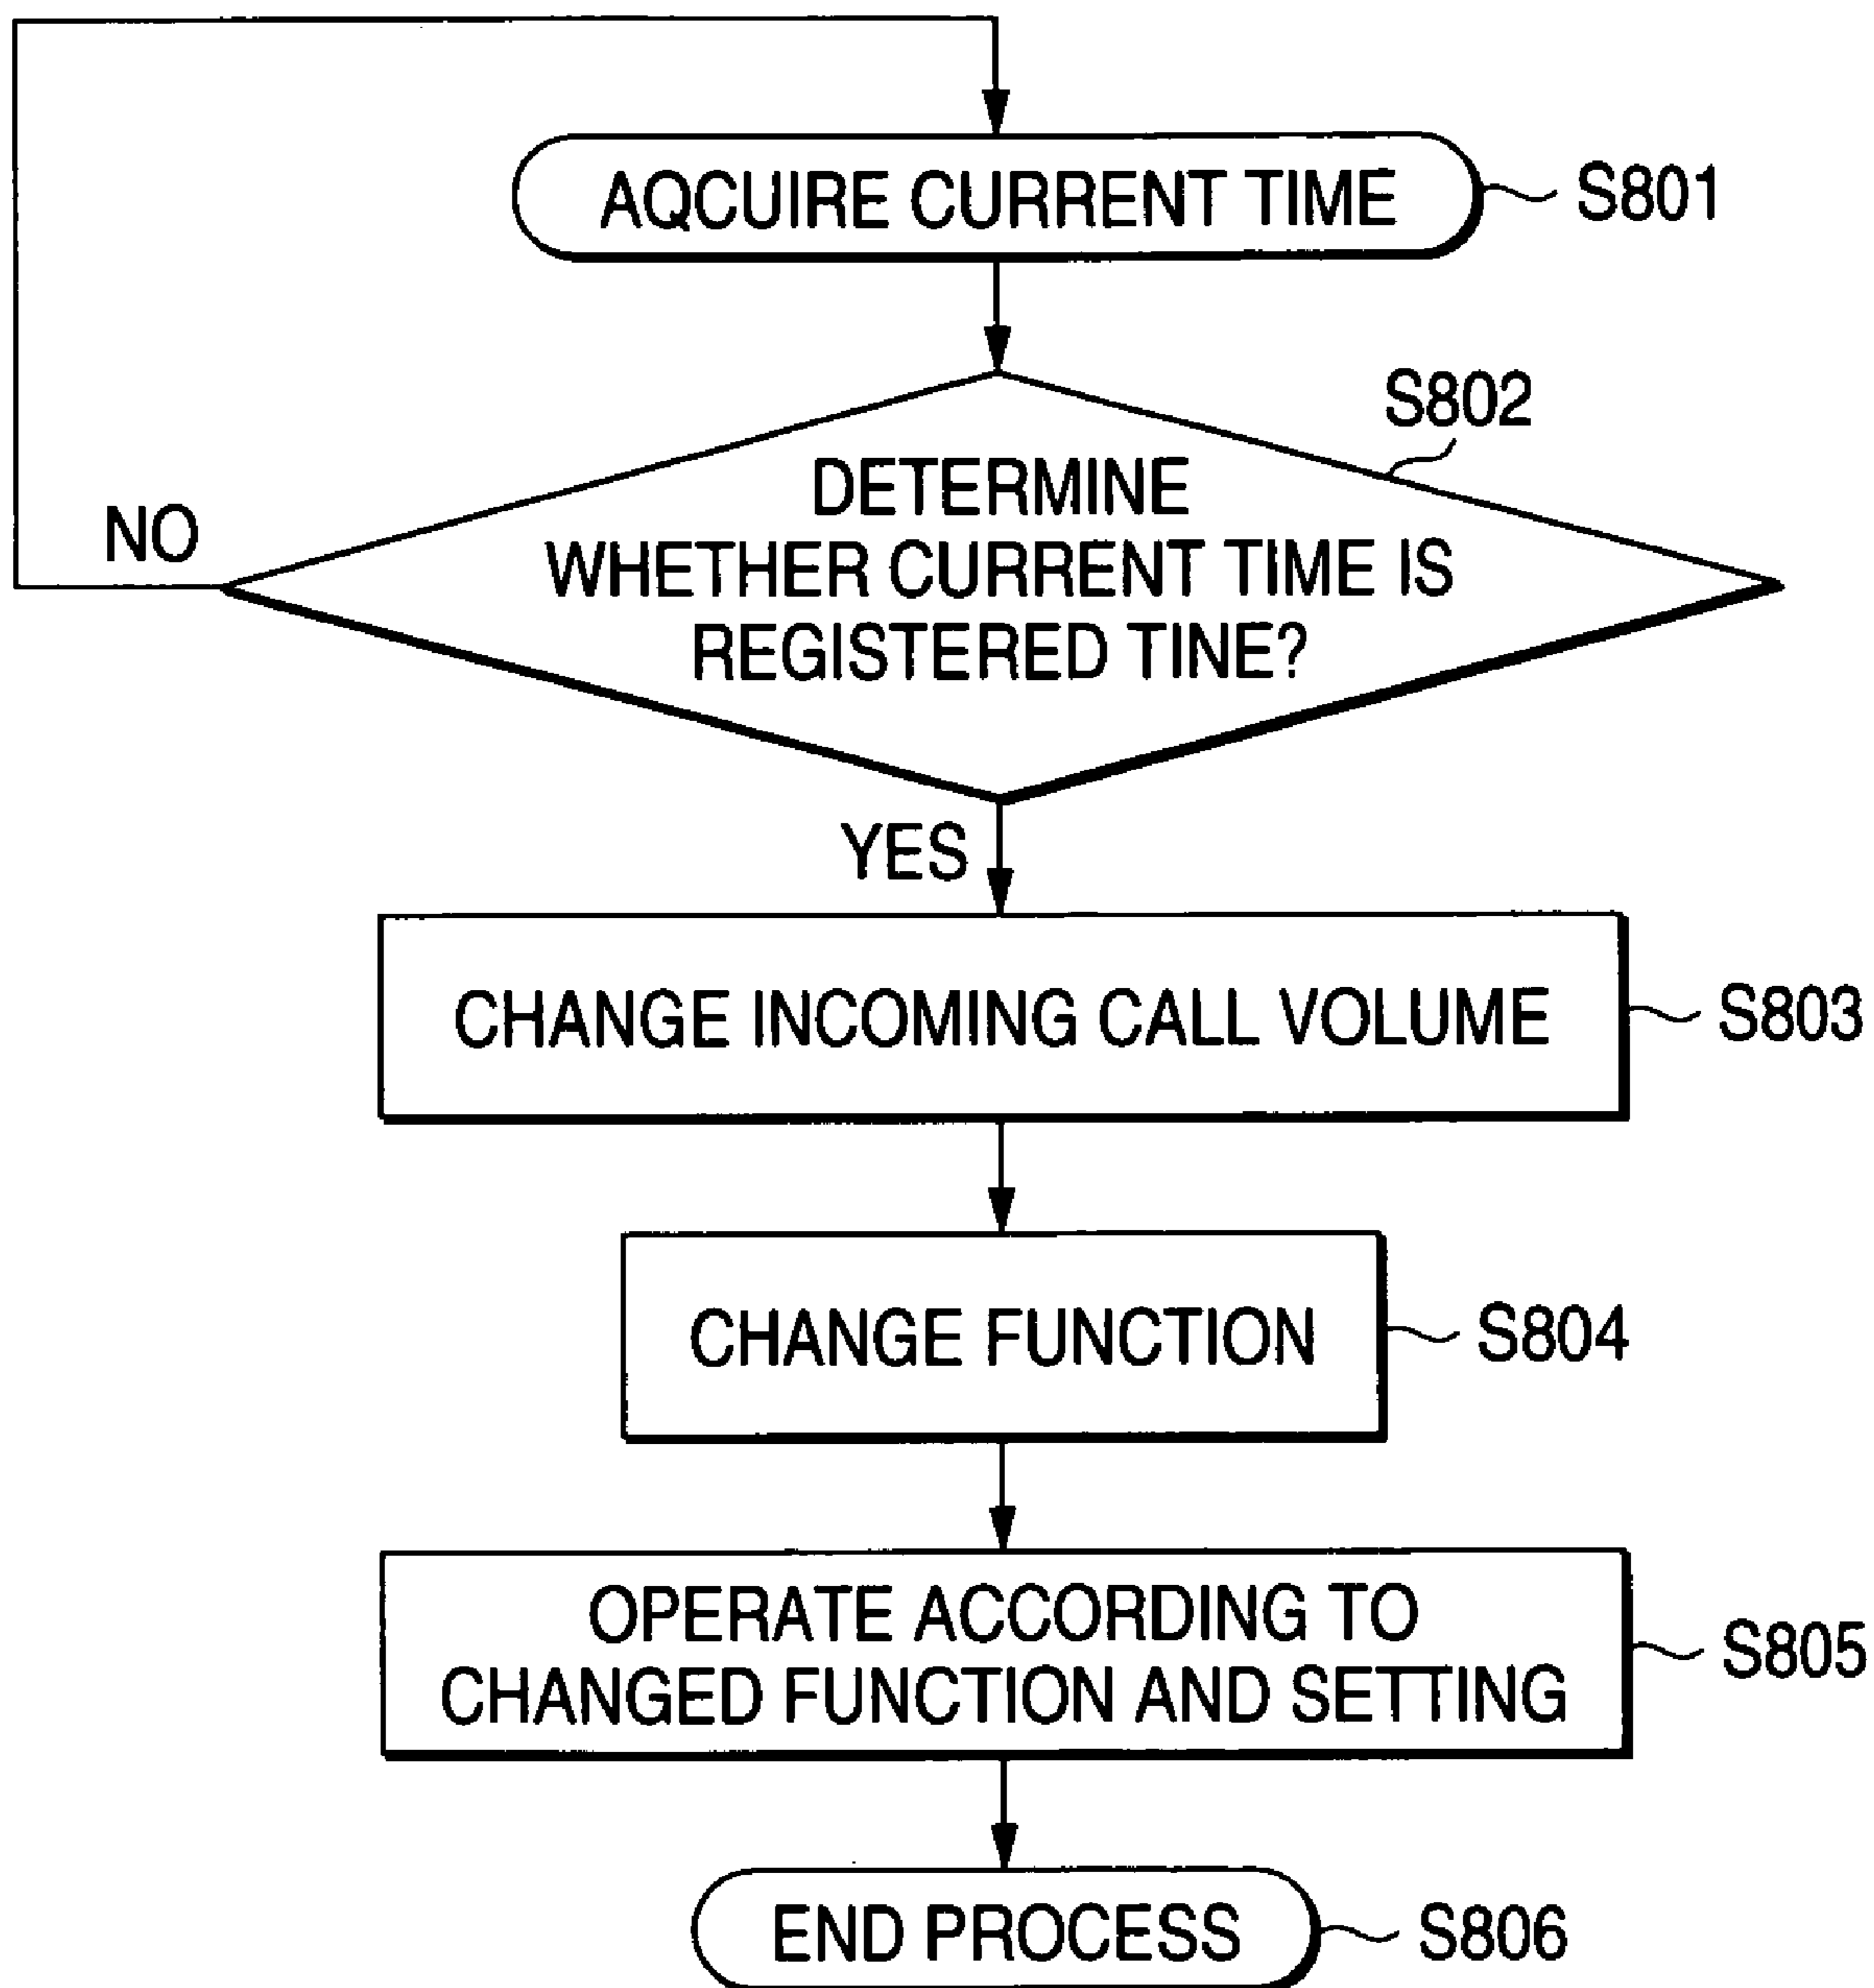 AQCUIRE CURRENT TIME
S801
S802
DETERMINE
WHETHER CURRENT TIME IS
REGISTERED TINE?
NO
YES
CHANGE INCOMING CALL VOLUME
S803
CHANGE FUNCTION
S804
OPERATE ACCORDING TO
CHANGED FUNCTION AND SETTING
S805
END PROCESS
S806